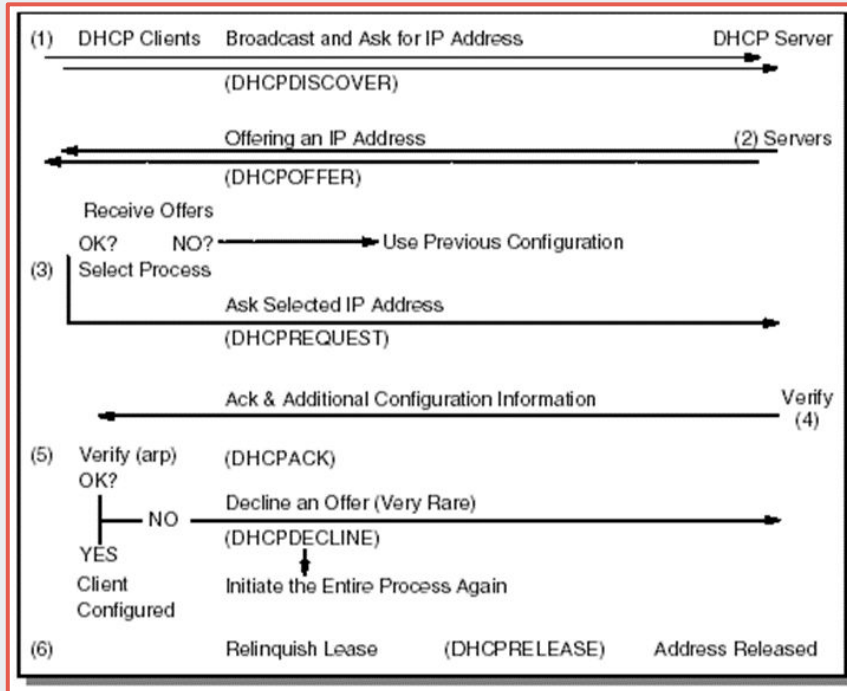 (1) DHCP Clients Broadcast and Ask for IP Address DHCP Server
(DHCPDISCOVER)
Offering an IP Address (2) Servers
(DHCPOFFER)
Receive Offers
OK? NO? Use Previous Configuration
(3) Select Process
Ask Selected IP Address
(DHCPREQUEST)
Ack & Additional Configuration Information Verify
(4)
(5) Verify (arp) (DHCPACK)
OK?
Decline an Offer (Very Rare)
NO
(DHCPDECLINE)
YES
Client Initiate the Entire Process Again
Configured
(6) Relinquish Lease (DHCPRELEASE) Address Released